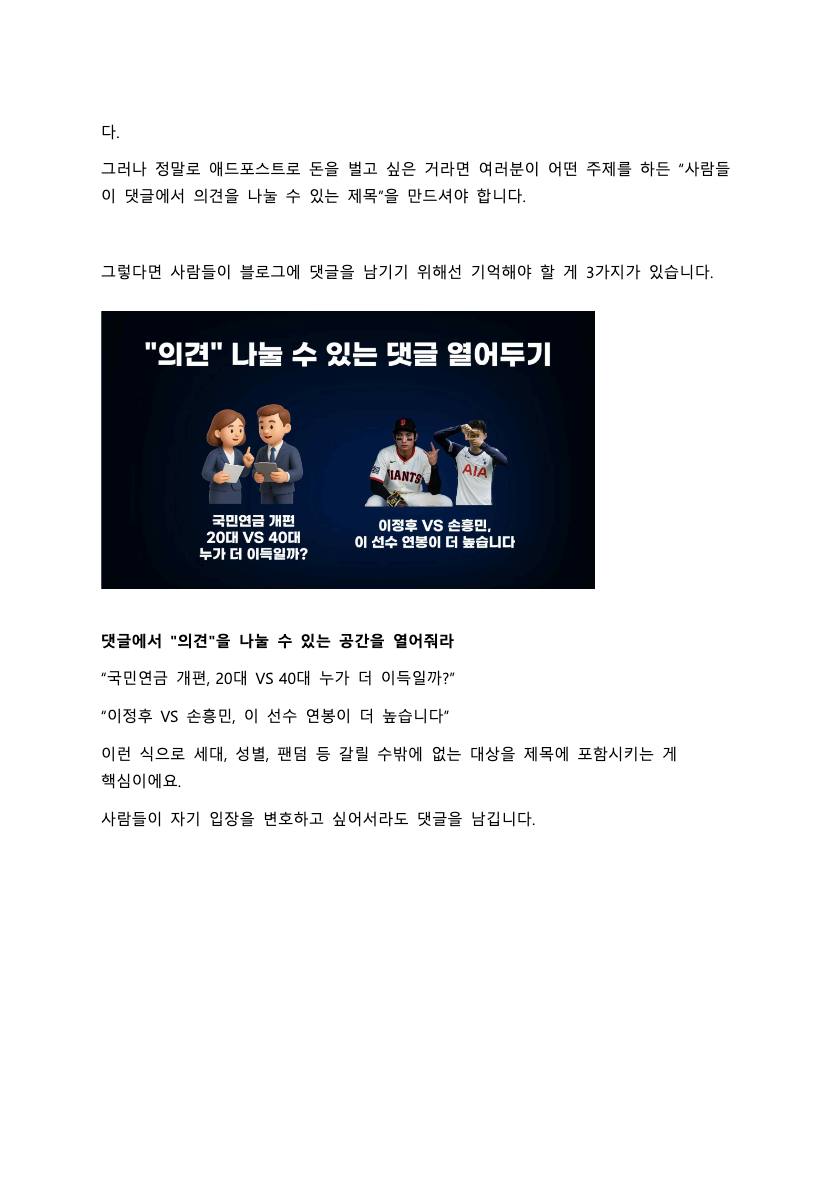 다.
그러나 정말로 애드포스트로 돈을 벌고 싶은 거라면 여러분이 어떤 주제를 하든 “사람들
이 댓글에서 의견을 나눌 수 있는 제목”을 만드셔야 합니다.
그렇다면 사람들이 블로그에 댓글을 남기기 위해선 기억해야 할 게 3가지가 있습니다.
"의견" 나눌 수 있는 댓글 열어두기
GIANTS
AIA
국민연금 개편
20대 VS 40대
누가 더 이득일까?
이정후 VS 손흥민,
이 선수 연봉이 더 높습니다
댓글에서 "의견"을 나눌 수 있는 공간을 열어줘라
“국민연금 개편, 20대 VS 40대 누가 더 이득일까?”
“이정후 VS 손흥민, 이 선수 연봉이 더 높습니다“
이런 식으로 세대, 성별, 팬덤 등 갈릴 수밖에 없는 대상을 제목에 포함시키는 게
핵심이에요.
사람들이 자기 입장을 변호하고 싶어서라도 댓글을 남깁니다.